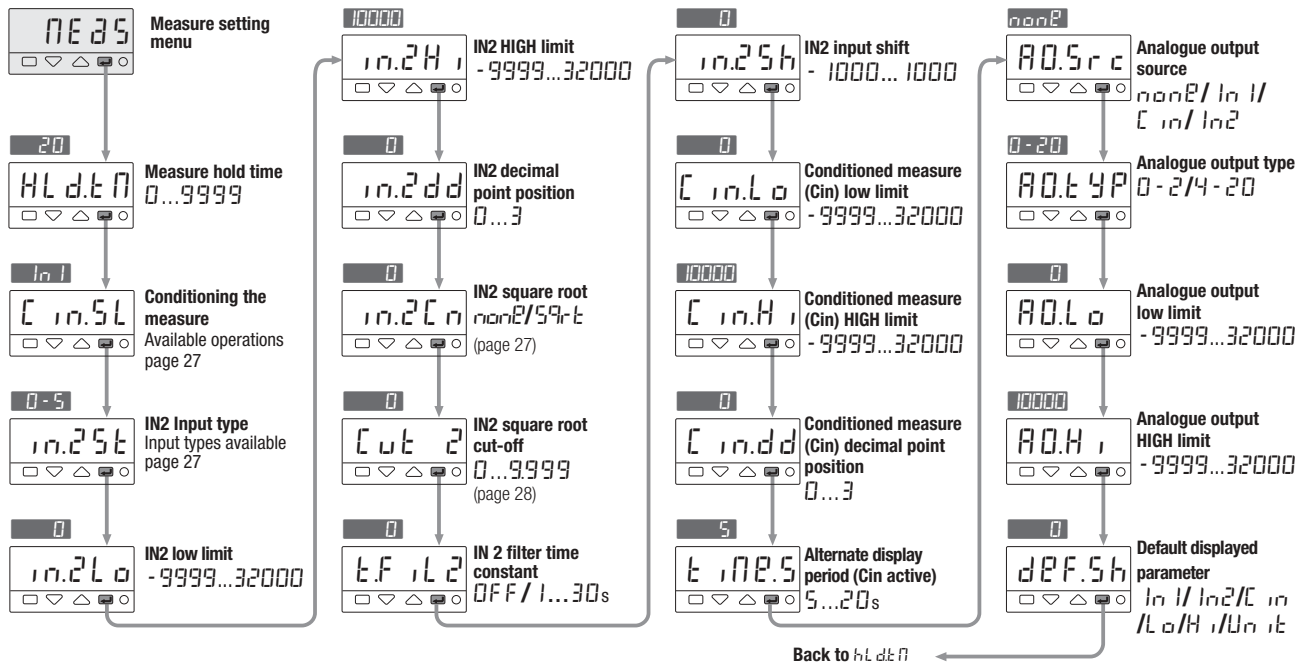 MEAS
Measure setting
menu
20
HLd.tM
Measure hold time
0...9999
In1
Cin.SL
Conditioning the
measure
Available operations
page 27
0-5
in.2St
IN2 Input type
Input types available
page 27
0
in.2Lo
IN2 low limit
-9999...32000
10000
in.2Hi
IN2 HIGH limit
-9999...32000
0
in.2dd
IN2 decimal
point position
0...3
0
in.2Cn
IN2 square root
nonE/Sqrt
(page 27)
0
Cut 2
IN2 square root
cut-off
0...9.999
(page 28)
0
t.FiL2
IN 2 filter time
constant
OFF/1...30s
0
in.2Sh
IN2 input shift
-1000...1000
0
Cin.Lo
Conditioned measure
(Cin) low limit
-9999...32000
10000
Cin.Hi
Conditioned measure
(Cin) HIGH limit
-9999...32000
0
Cin.dd
Conditioned measure
(Cin) decimal point
position
0...3
5
tiME.S
Alternate display
period (Cin active)
5...20s
nonE
AO.Src
Analogue output
source
nonE/In1/
Cin/In2
0-20
AO.tYP
Analogue output type
0-2/4-20
0
AO.Lo
Analogue output
low limit
-9999...32000
10000
AO.Hi
Analogue output
HIGH limit
-9999...32000
0
dEF.Sh
Default displayed
parameter
In1/In2/Cin
/Lo/Hi/Unit
Back to hLd.tM